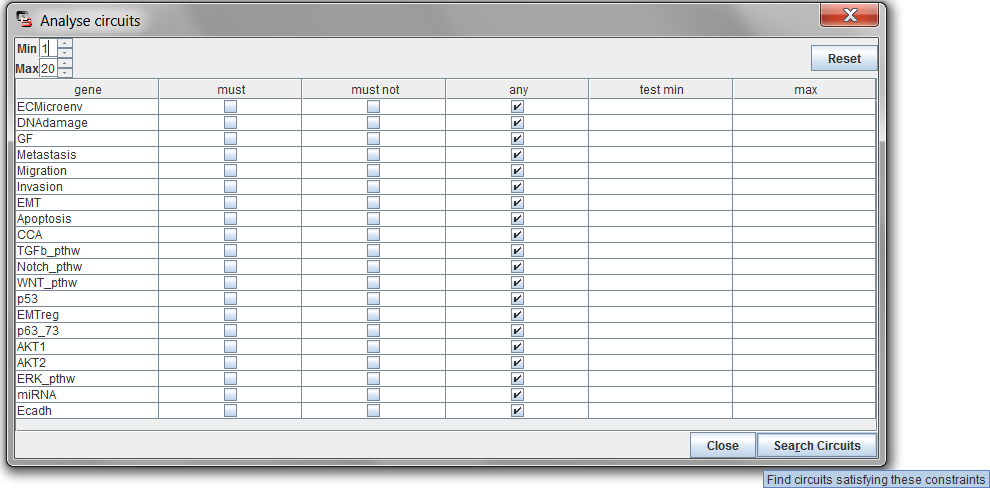 Analyse circuits
Min 1
Max 20
Reset
gene must must not any test min max
ECMicroenv
DNAdamage
GF
Metastasis
Migration
Invasion
EMT
Apoptosis
CCA
TGFb_pthw
Notch_pthw
WNT_pthw
p53
EMTreg
p63_73
AKT1
AKT2
ERK_pthw
miRNA
Ecadh
Close Search Circuits
Find circuits satisfying these constraints